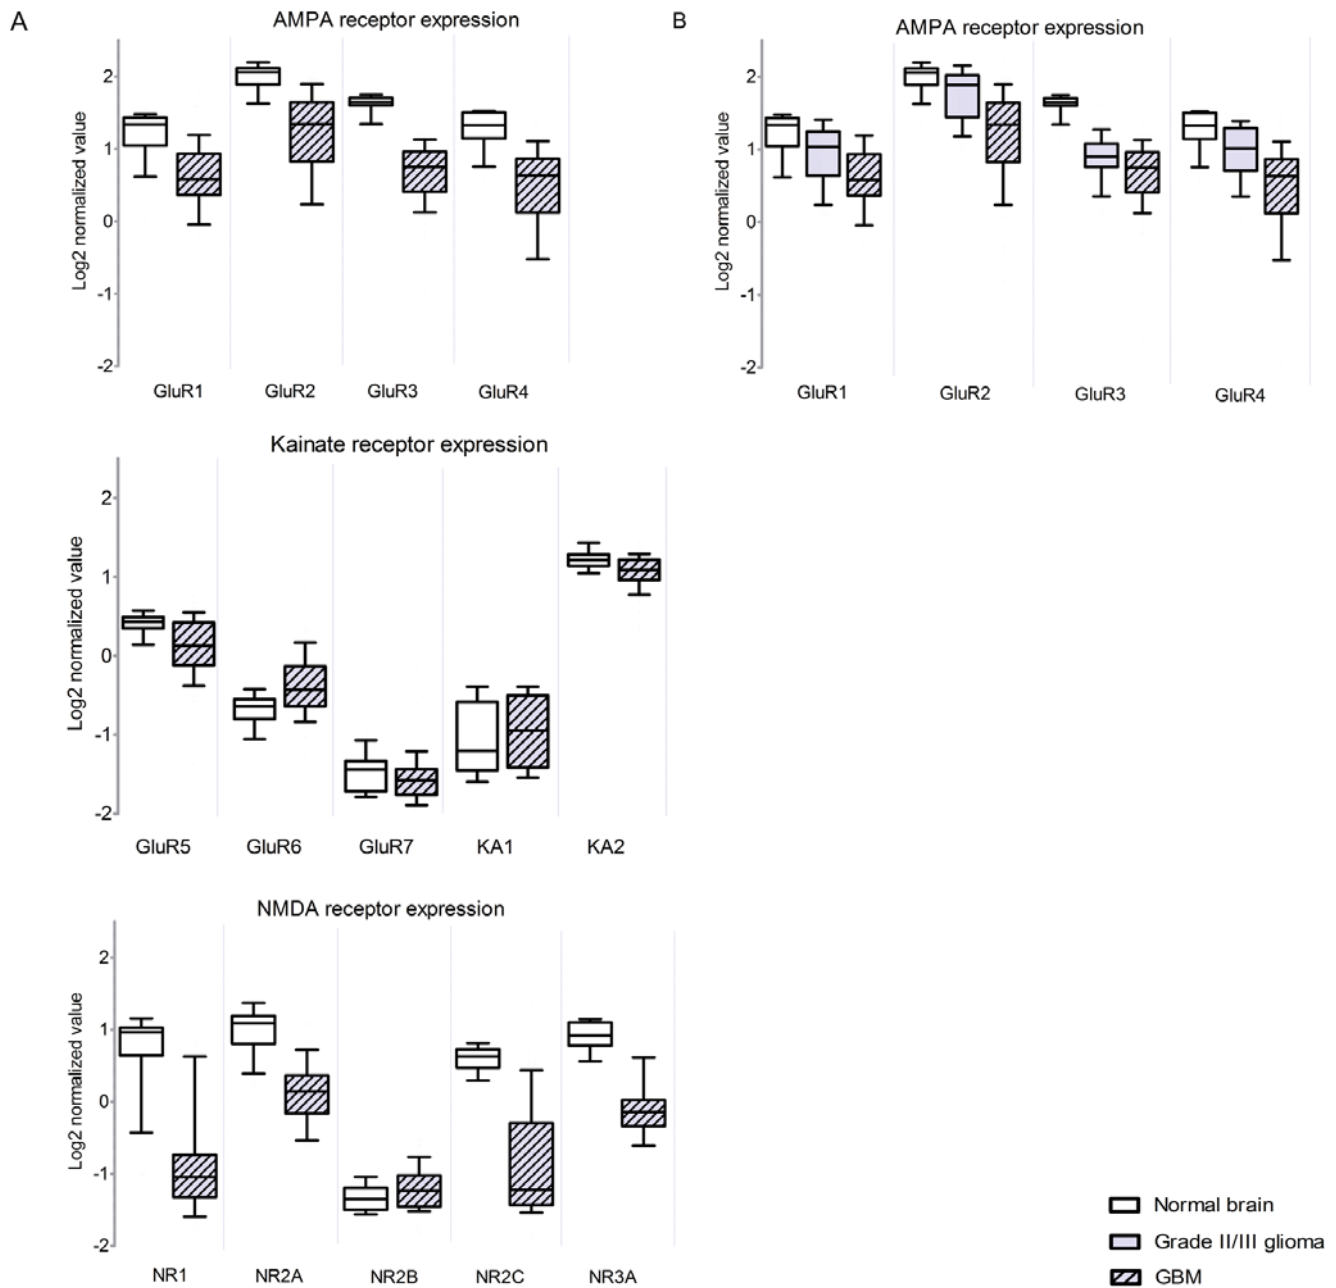 A
AMPA receptor expression
Log2 normalized value
2
1
0
-1
-2
GluR1 GluR2 GluR3 GluR4
B
AMPA receptor expression
Log2 normalized value
2
1
0
-1
-2
GluR1 GluR2 GluR3 GluR4
Kainate receptor expression
Log2 normalized value
2
1
0
-1
-2
GluR5 GluR6 GluR7 KA1 KA2
NMDA receptor expression
Log2 normalized value
2
1
0
-1
-2
NR1 NR2A NR2B NR2C NR3A
Normal brain
Grade II/III glioma
GBM